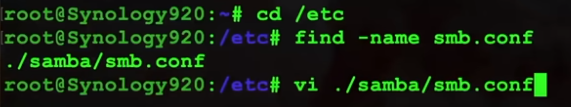 root@Synology920:~# cd /etc
root@Synology920:/etc# find -name smb.conf
./samba/smb.conf
root@Synology920:/etc# vi ./samba/smb.conf